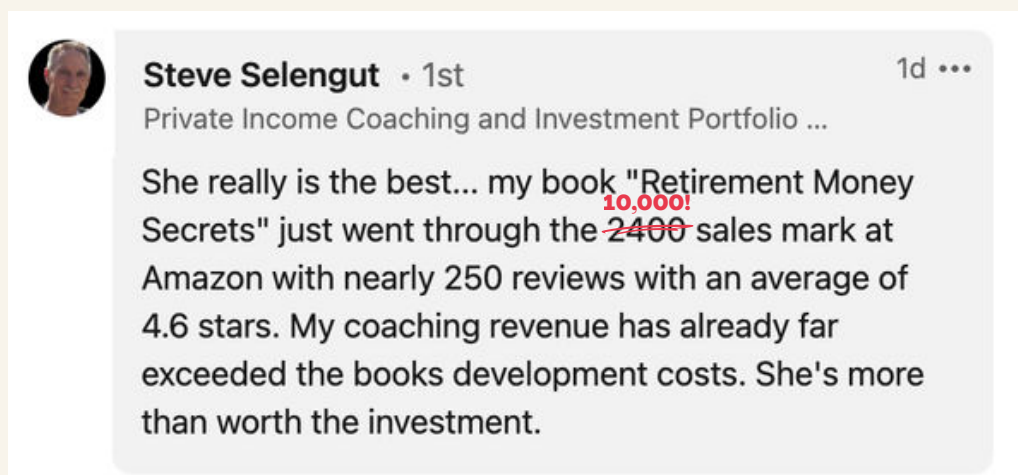 Steve Selengut • 1st
1d •••
Private Income Coaching and Investment Portfolio ...
She really is the best... my book "Retirement Money
10,000!
Secrets" just went through the 2400 sales mark at
Amazon with nearly 250 reviews with an average of
4.6 stars. My coaching revenue has already far
exceeded the books development costs. She's more
than worth the investment.